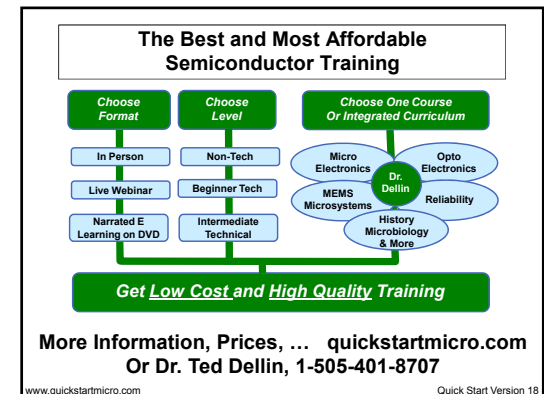 The Best and Most Affordable
Semiconductor Training
Choose
Format
In Person
Live Webinar
Narrated E
Learning on DVD
Choose
Level
Non-Tech
Beginner Tech
Intermediate
Technical
Choose One Course
Or Integrated Curriculum
Micro
Electronics
Opto
Electronics
Dr.
Dellin
MEMS
Microsystems
Reliability
History
Microbiology
& More
Get Low Cost and High Quality Training
More Information, Prices, … quickstartmicro.com
Or Dr. Ted Dellin, 1-505-401-8707
www.quickstartmicro.com
Quick Start Version 18